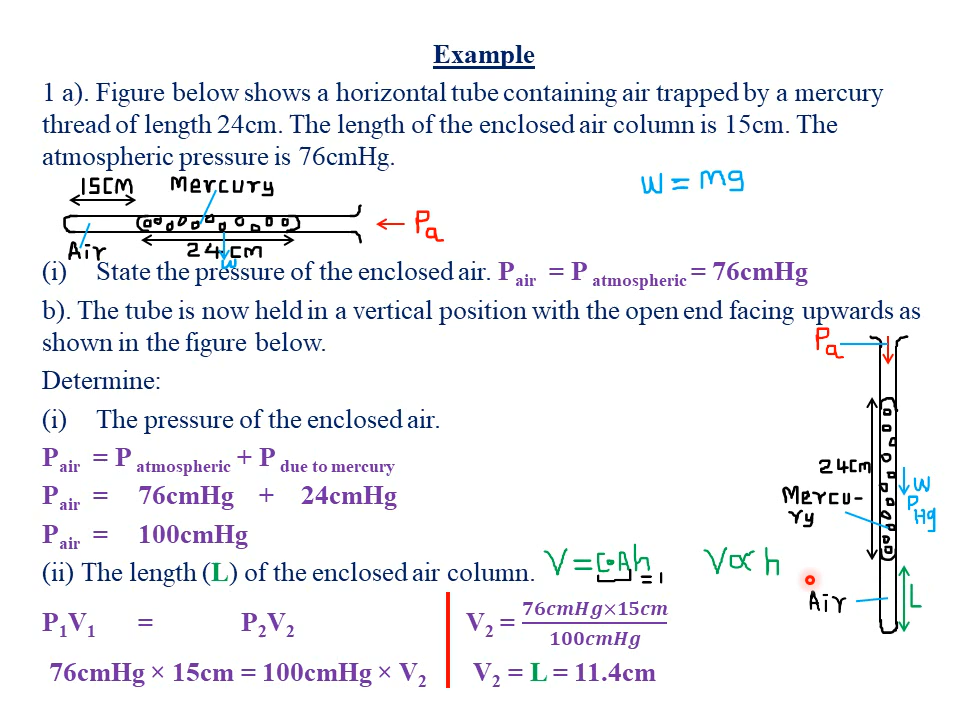 Example
1 a). Figure below shows a horizontal tube containing air trapped by a mercury
thread of length 24cm. The length of the enclosed air column is 15cm. The
atmospheric pressure is 76cmHg.
15CM Mercury
W = mg
Pa
Air
24CM
W
(i) State the pressure of the enclosed air. Pair = P atmospheric = 76cmHg
b). The tube is now held in a vertical position with the open end facing upwards as
shown in the figure below.
Pa
Determine:
(i) The pressure of the enclosed air.
Pair = P atmospheric + P due to mercury
24CM
W
PHg
Mercu-
ry
Pair = 76cmHg + 24cmHg
Pair = 100cmHg
(ii) The length (L) of the enclosed air column.
V = C.S.Ah
=1
V∝h
Air
L
P1V1 = P2V2
76cmHg × 15cm = 100cmHg × V2
V2 = 76cmHg×15cm
100cmHg
V2 = L = 11.4cm